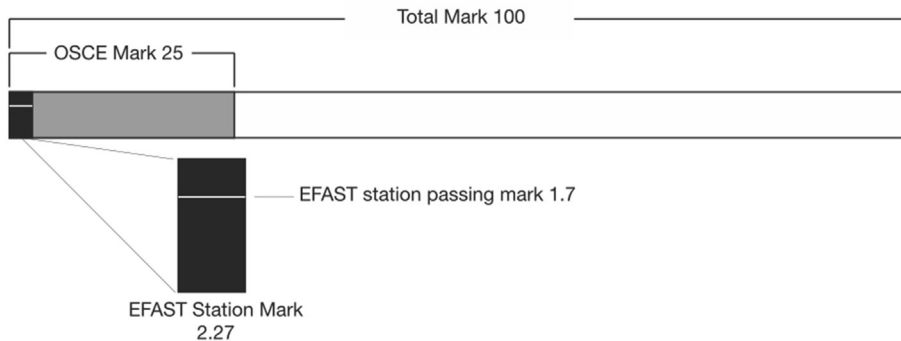 Total Mark 100
OSCE Mark 25
EFAST station passing mark 1.7
EFAST Station Mark
2.27